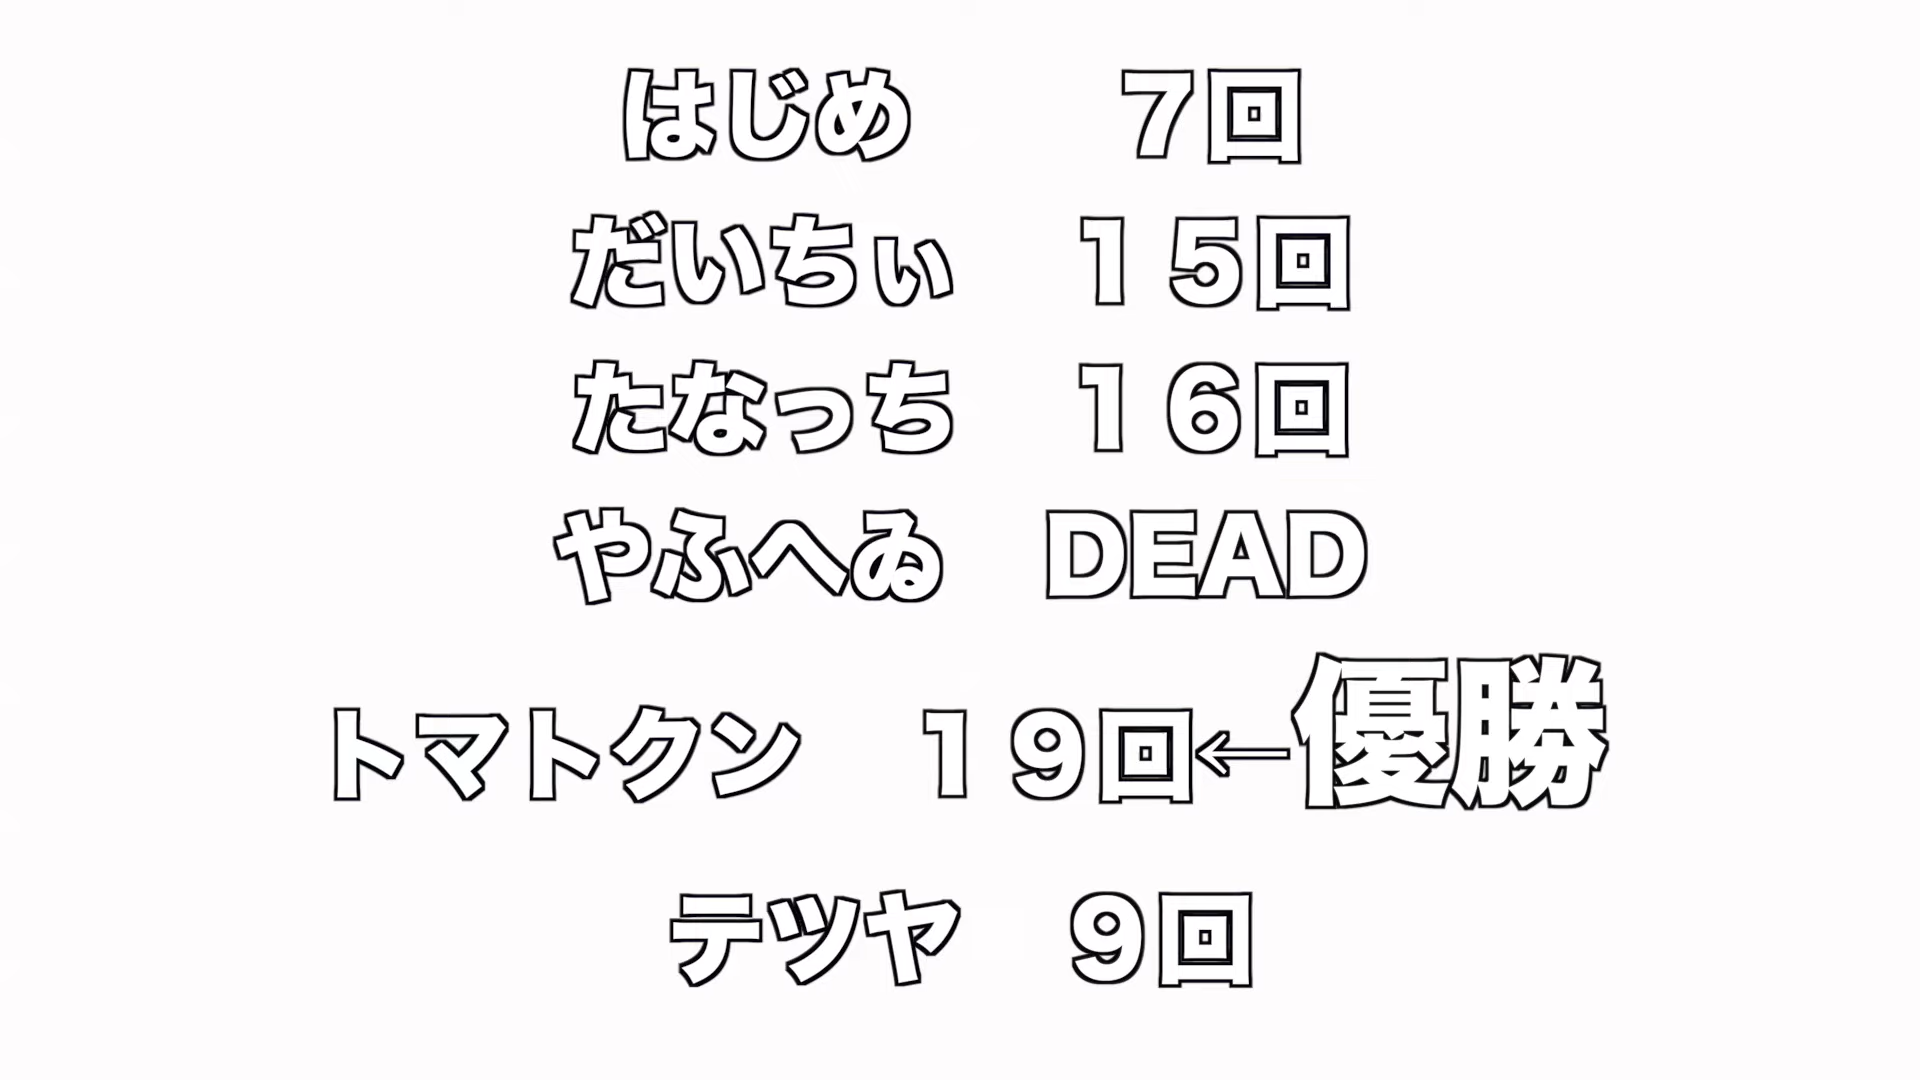 はじめ　　７回
だいちぃ　１５回
たなっち　１６回
やふへゐ　DEAD
トマトクン　１９回←優勝
テツヤ　９回